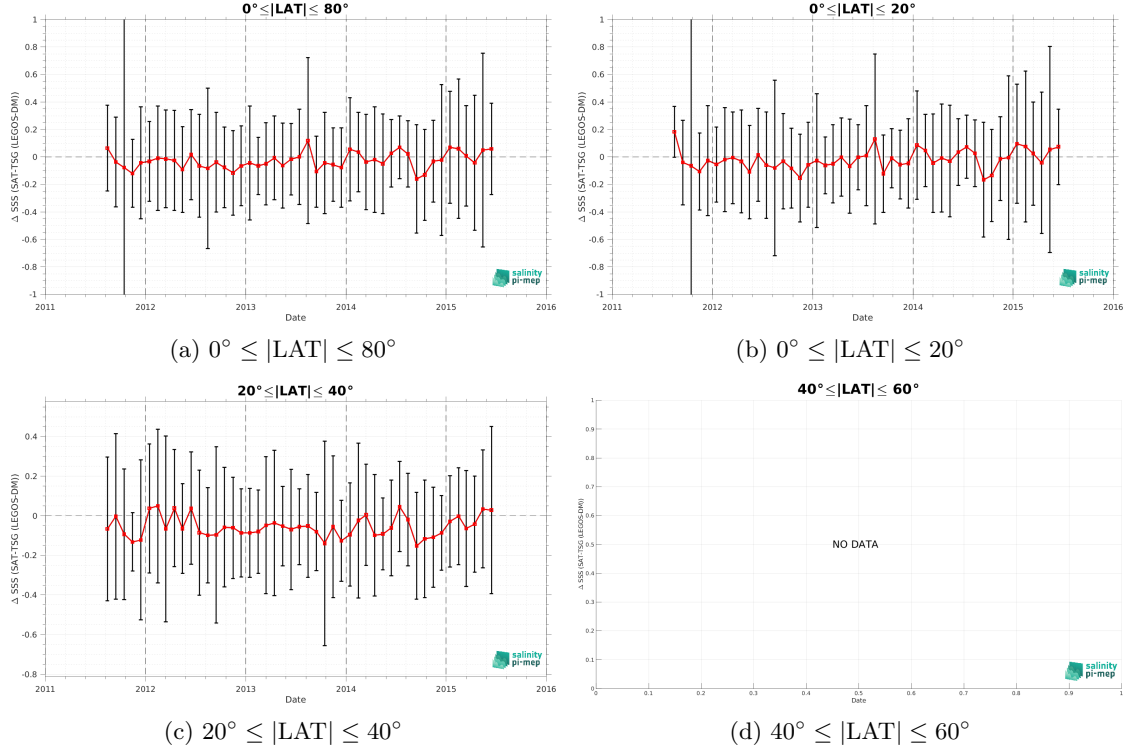 0°≤|LAT|≤ 80°
Δ SSS (SAT-TSG (LEGOS-DM))
1
0.8
0.6
0.4
0.2
0
-0.2
-0.4
-0.6
-0.8
-1
2011 2012 2013 2014 2015 2016
Date
salinity
pi-mep
(a) 0° ≤ |LAT| ≤ 80°
0°≤|LAT|≤ 20°
Δ SSS (SAT-TSG (LEGOS-DM))
1
0.8
0.6
0.4
0.2
0
-0.2
-0.4
-0.6
-0.8
-1
2011 2012 2013 2014 2015 2016
Date
salinity
pi-mep
(b) 0° ≤ |LAT| ≤ 20°
20°≤|LAT|≤ 40°
Δ SSS (SAT-TSG (LEGOS-DM))
0.4
0.2
0
-0.2
-0.4
-0.6
-0.8
2011 2012 2013 2014 2015 2016
Date
salinity
pi-mep
(c) 20° ≤ |LAT| ≤ 40°
40°≤|LAT|≤ 60°
Δ SSS (SAT-TSG (LEGOS-DM))
1
0.9
0.8
0.7
0.6
0.5
0.4
0.3
0.2
0.1
0
NO DATA
0 0.1 0.2 0.3 0.4 0.5 0.6 0.7 0.8 0.9 1
Date
salinity
pi-mep
(d) 40° ≤ |LAT| ≤ 60°